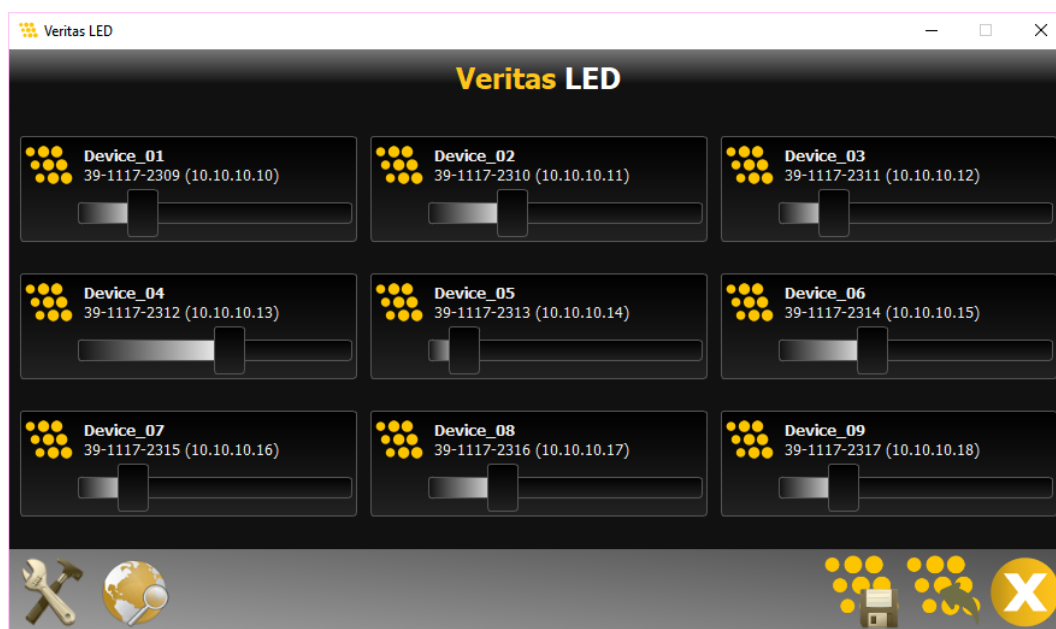 Veritas LED
Veritas LED
Device_01
39-1117-2309 (10.10.10.10)
Device_02
39-1117-2310 (10.10.10.11)
Device_03
39-1117-2311 (10.10.10.12)
Device_04
39-1117-2312 (10.10.10.13)
Device_05
39-1117-2313 (10.10.10.14)
Device_06
39-1117-2314 (10.10.10.15)
Device_07
39-1117-2315 (10.10.10.16)
Device_08
39-1117-2316 (10.10.10.17)
Device_09
39-1117-2317 (10.10.10.18)